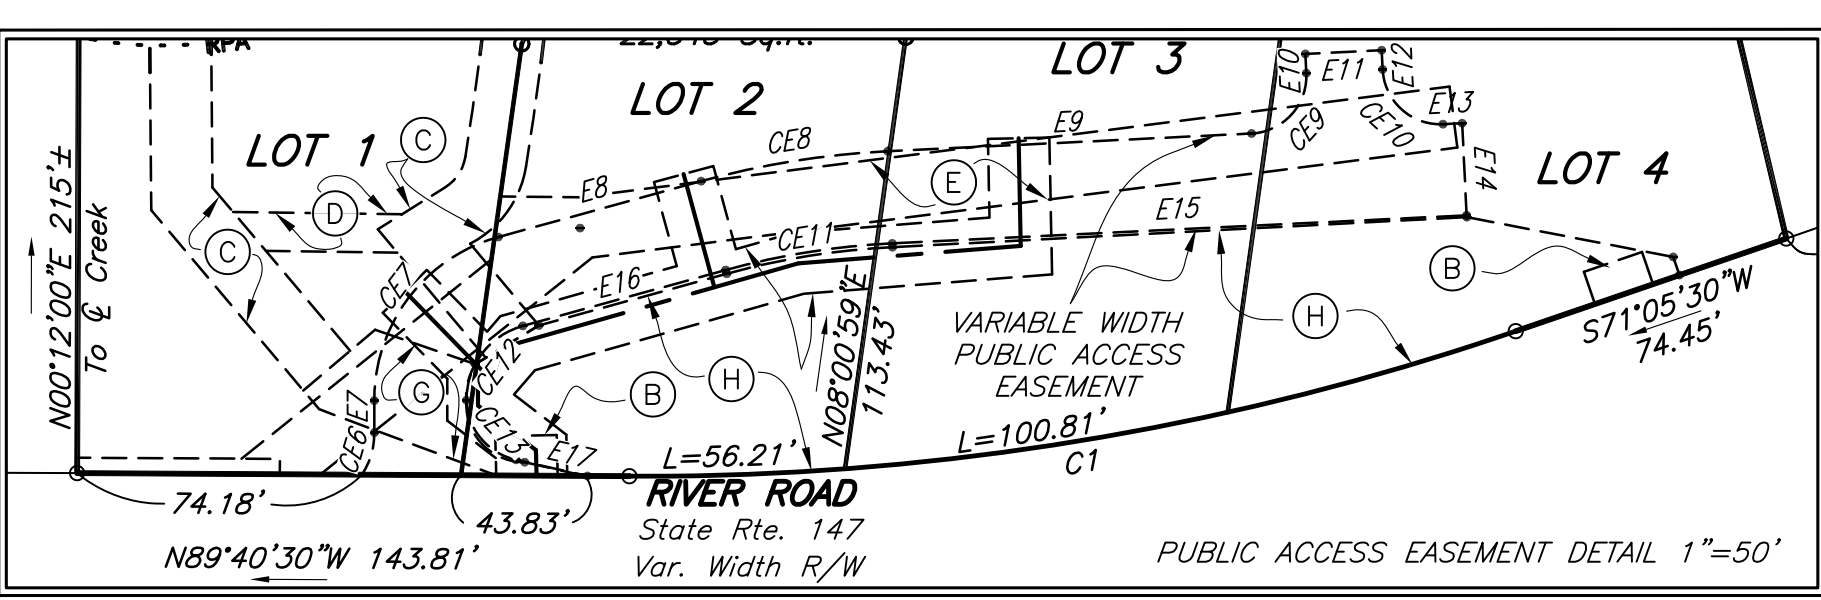 RPA
LOT 1
LOT 2
LOT 3
LOT 4
C
D
C
E8
CE8
E9
E
E10
E11
E12
CE9
CE10
E13
E14
E15
CE11
E16
CE7
CE12
G
CE13
E17
CE6
E7
B
H
H
B
N00°12'00"E 215'±
To ℄ Creek
N08°00'59"E
113.43'
VARIABLE WIDTH
PUBLIC ACCESS
EASEMENT
S71°05'30"W
74.45'
L=56.21'
L=100.81'
C1
74.18'
43.83'
RIVER ROAD
State Rte. 147
Var. Width R/W
N89°40'30"W 143.81'
PUBLIC ACCESS EASEMENT DETAIL 1"=50'